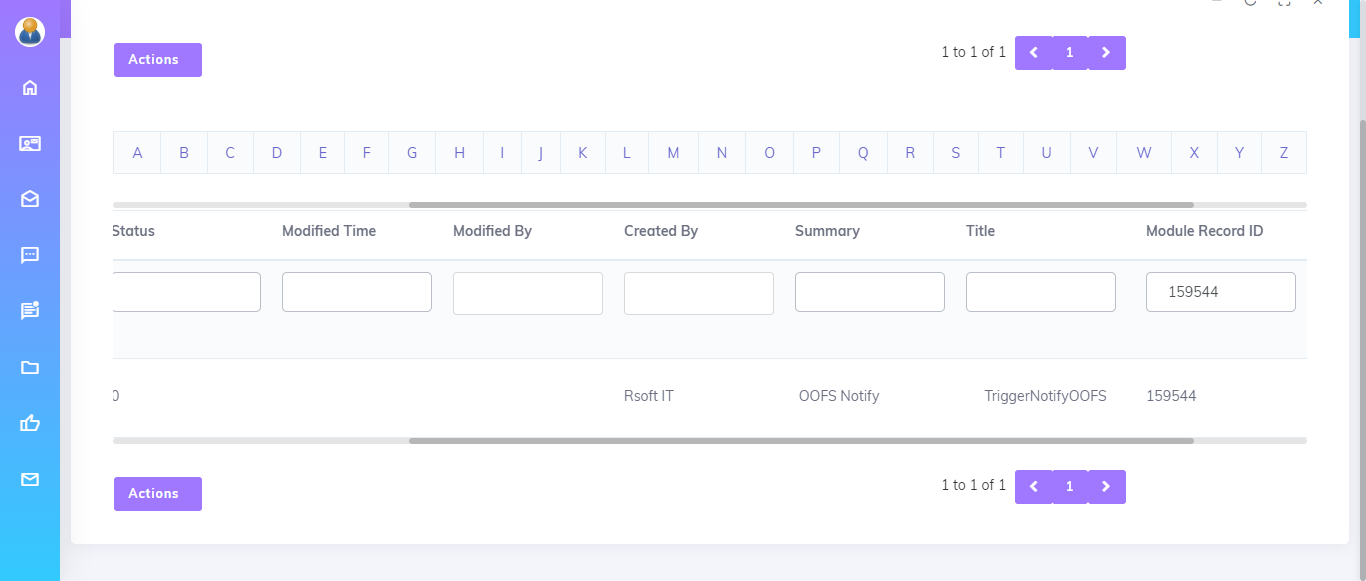 Actions
1 to 1 of 1
1
A B C D E F G H I J K L M N O P Q R S T U V W X Y Z
Status Modified Time Modified By Created By Summary Title Module Record ID
159544
0 Rsoft IT OOFS Notify TriggerNotifyOOFS 159544
Actions
1 to 1 of 1
1